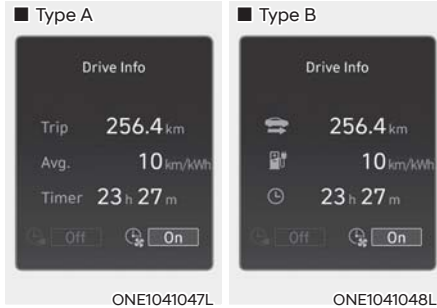 ■ Type A
Drive Info
Trip 256.4 km
Avg. 10 km/kWh
Timer 23 h 27 m
Off On
ONE1041047L
■ Type B
Drive Info
256.4 km
10 km/kWh
23 h 27 m
Off On
ONE1041048L